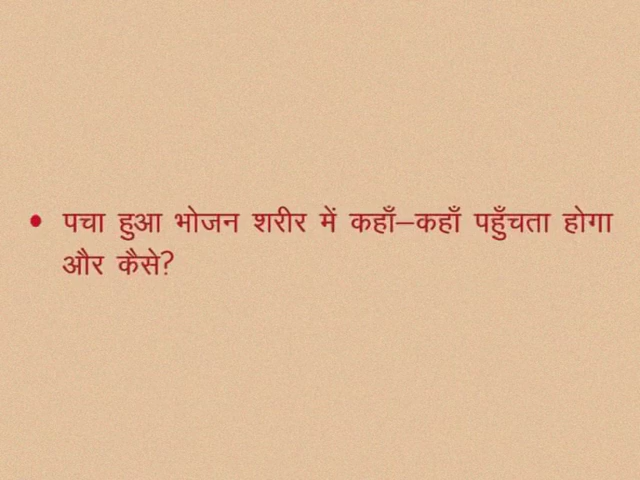 • पचा हुआ भोजन शरीर में कहाँ–कहाँ पहुँचता होगा
और कैसे?